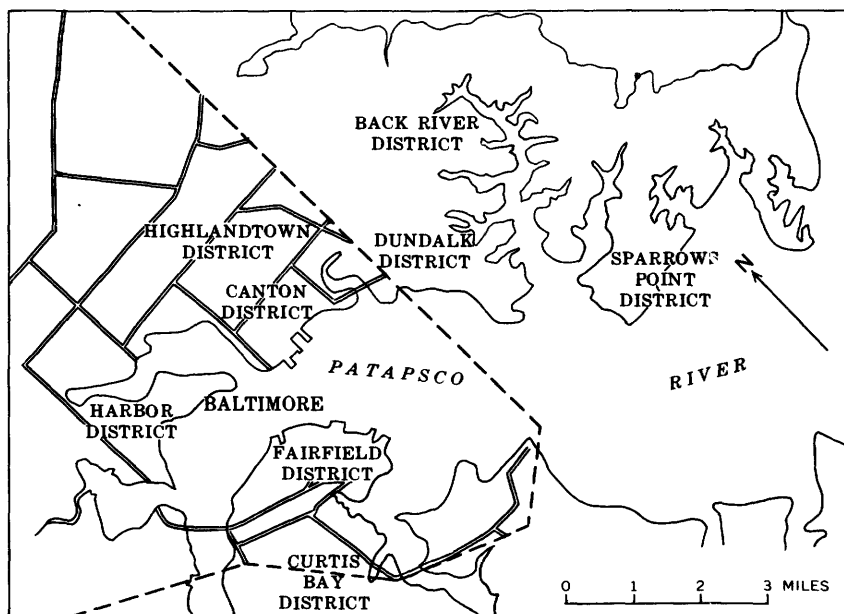 BACK RIVER
DISTRICT
HIGHLANDTOWN
DISTRICT
DUNDALK
DISTRICT
SPARROWS
POINT
DISTRICT
N
CANTON
DISTRICT
PATAPSCO
RIVER
HARBOR
DISTRICT
BALTIMORE
FAIRFIELD
DISTRICT
CURTIS
BAY
DISTRICT
0 1 2 3 MILES